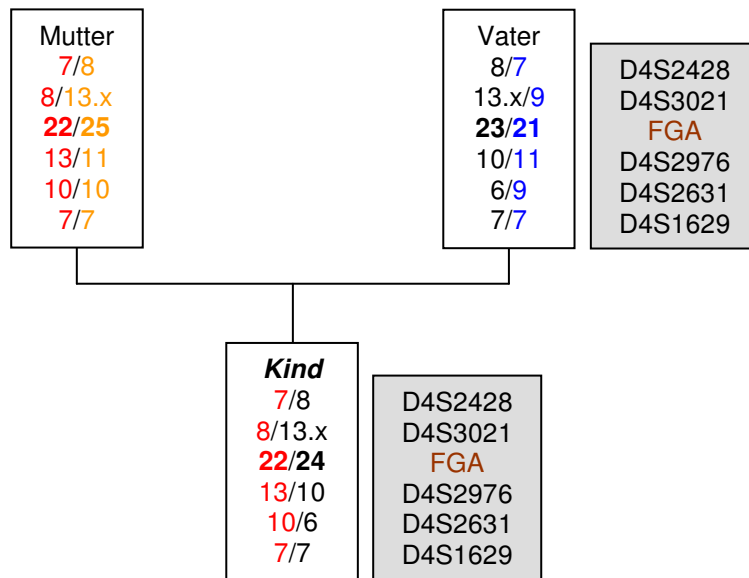 Mutter
7/8
8/13.x
22/25
13/11
10/10
7/7
Vater
8/7
13.x/9
23/21
10/11
6/9
7/7
D4S2428
D4S3021
FGA
D4S2976
D4S2631
D4S1629
Kind
7/8
8/13.x
22/24
13/10
10/6
7/7
D4S2428
D4S3021
FGA
D4S2976
D4S2631
D4S1629